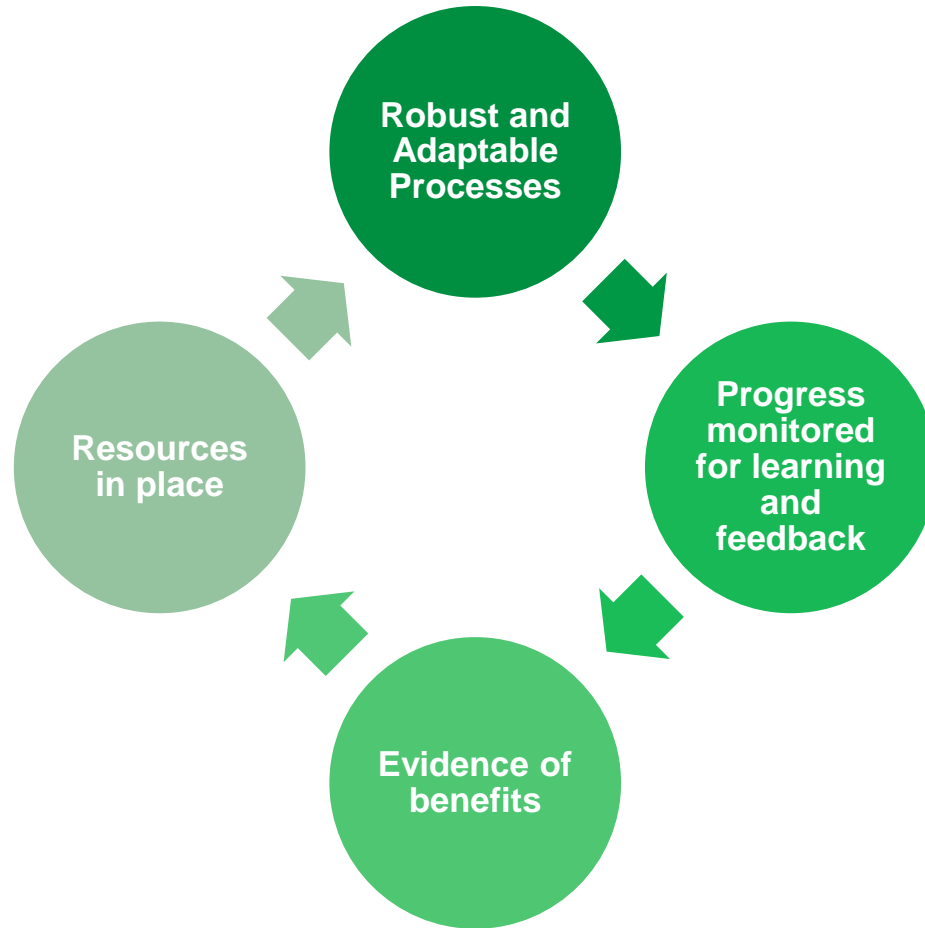 Robust and
Adaptable
Processes
Progress
monitored
for learning
and
feedback
Evidence of
benefits
Resources
in place